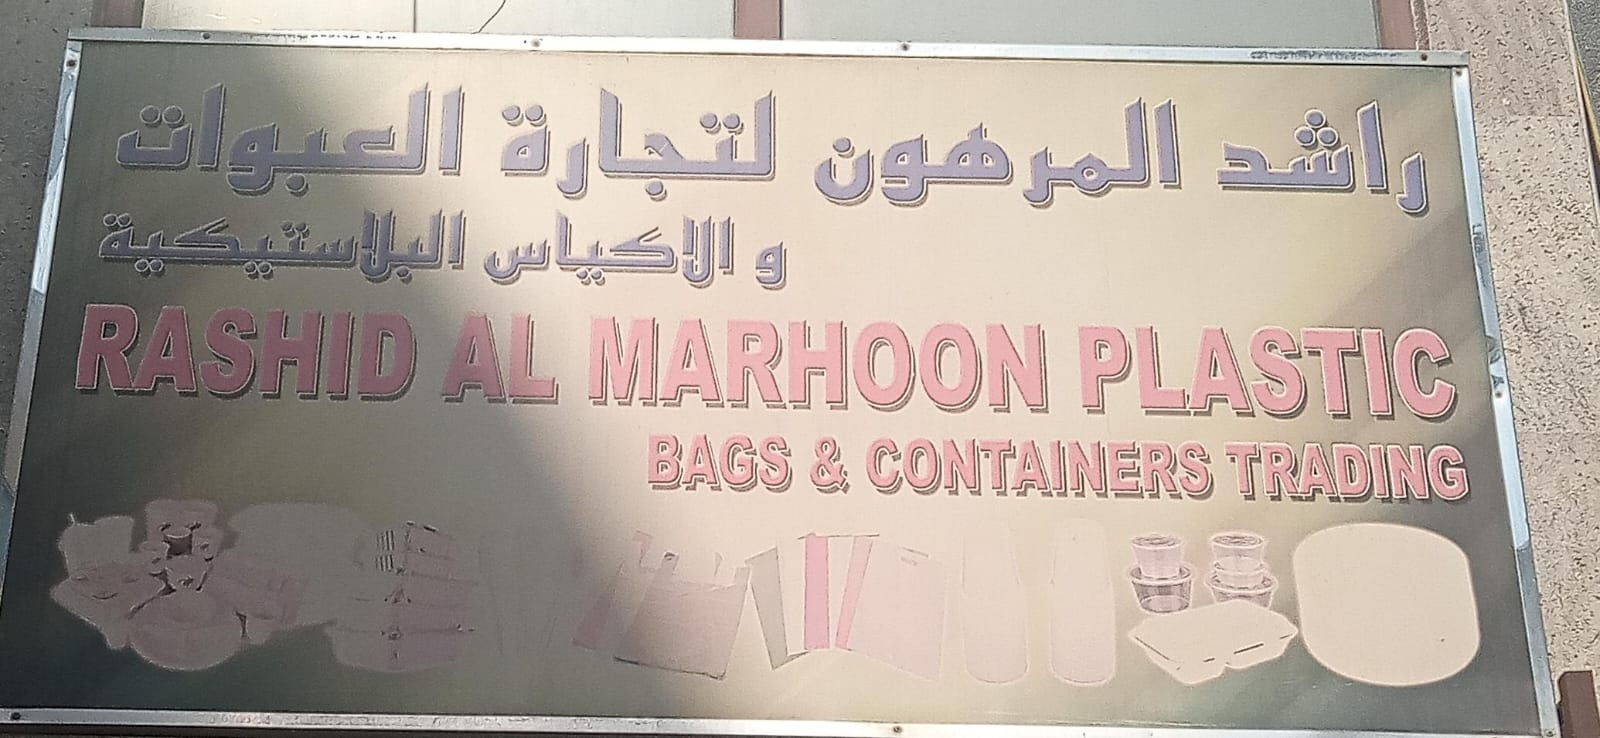 راشد المرهون لتجارة العبوات
و الاكياس البلاستيكية
RASHID AL MARHOON PLASTIC
BAGS & CONTAINERS TRADING